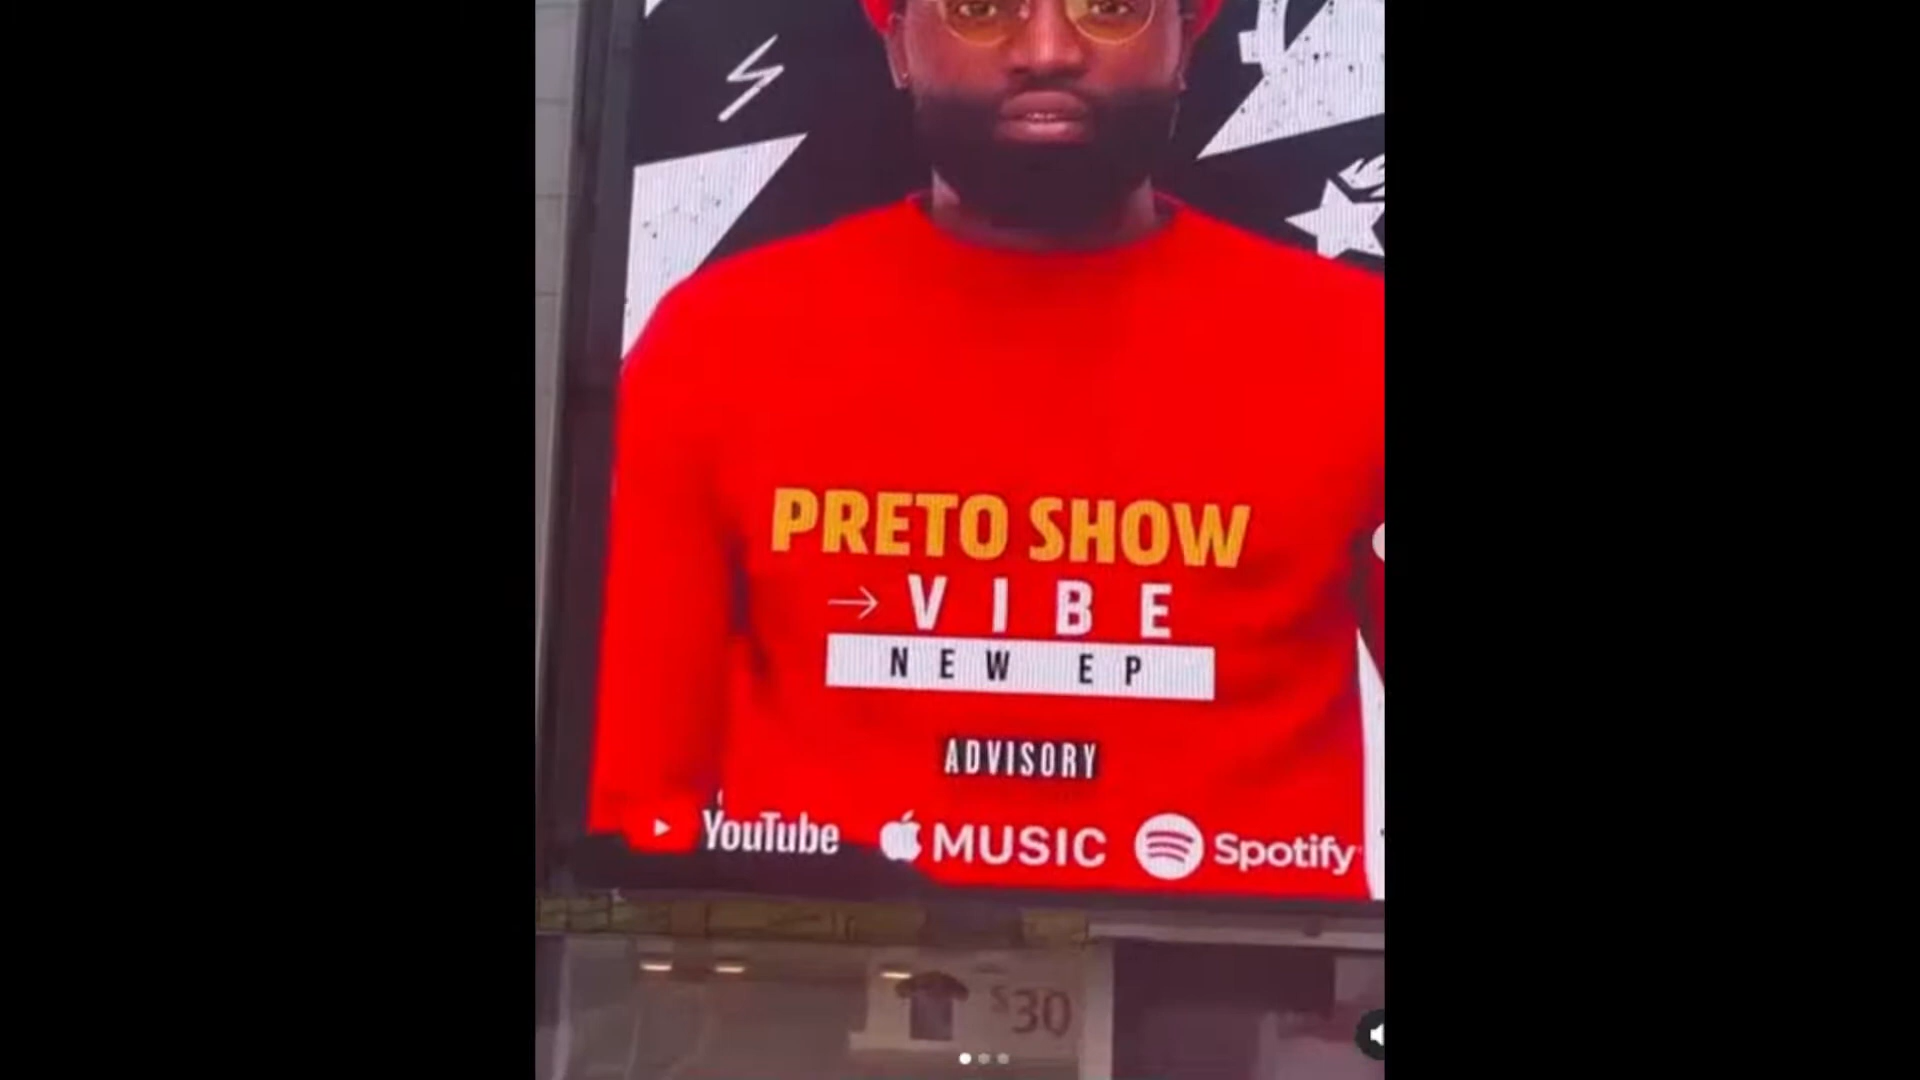 PRETO SHOW
→ VIBE
NEW EP
ADVISORY
YouTube MUSIC Spotify
$30